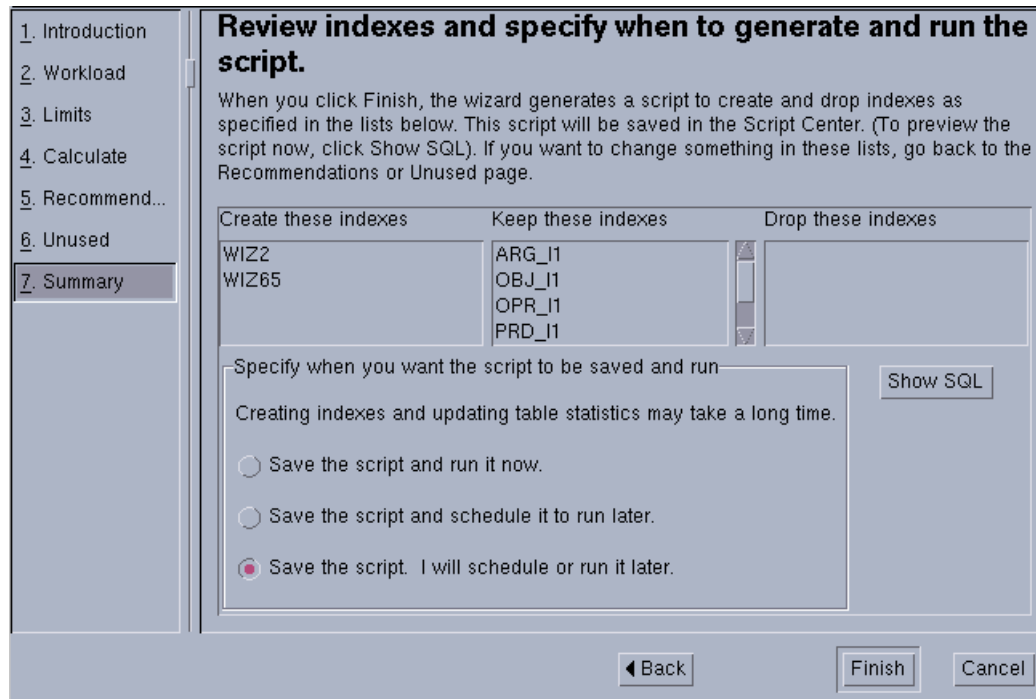 1. Introduction
2. Workload
3. Limits
4. Calculate
5. Recommend...
6. Unused
7. Summary
Review indexes and specify when to generate and run the
script.
When you click Finish, the wizard generates a script to create and drop indexes as
specified in the lists below. This script will be saved in the Script Center. (To preview the
script now, click Show SQL). If you want to change something in these lists, go back to the
Recommendations or Unused page.
Create these indexes
WIZ2
WIZ65
Keep these indexes
ARG_I1
OBJ_I1
OPR_I1
PRD_I1
Drop these indexes
Specify when you want the script to be saved and run
Creating indexes and updating table statistics may take a long time.
Save the script and run it now.
Save the script and schedule it to run later.
Save the script.  I will schedule or run it later.
Show SQL
Back
Finish
Cancel